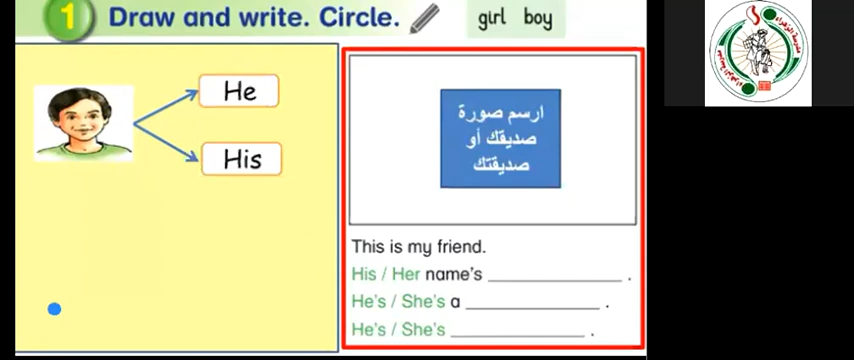 1 Draw and write. Circle.
girl boy
He
His
ارسم صورة
صديقك أو
صديقتك
This is my friend.
His / Her name's ____________ .
He's / She's a ____________ .
He's / She's ____________ .